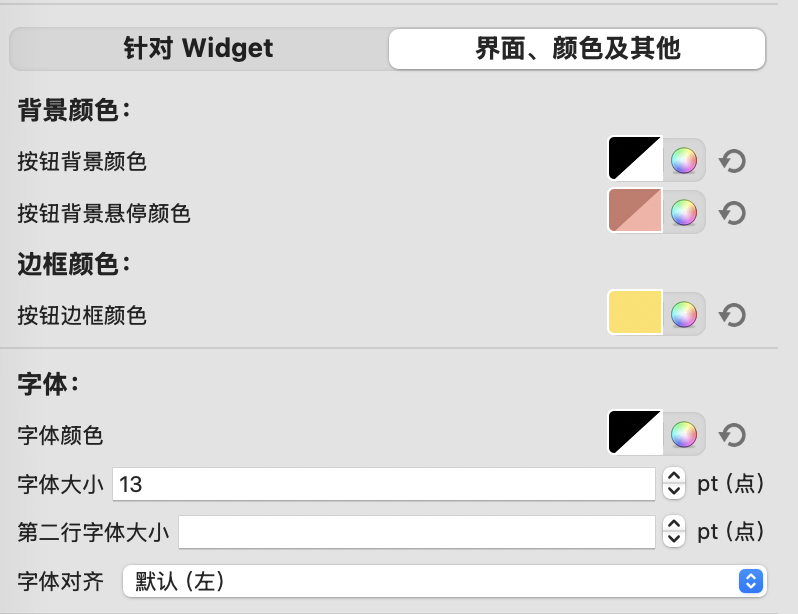 针对 Widget
界面、颜色及其他
背景颜色：
按钮背景颜色
按钮背景悬停颜色
边框颜色：
按钮边框颜色
字体：
字体颜色
字体大小 13 pt (点)
第二行字体大小 pt (点)
字体对齐 默认 (左)